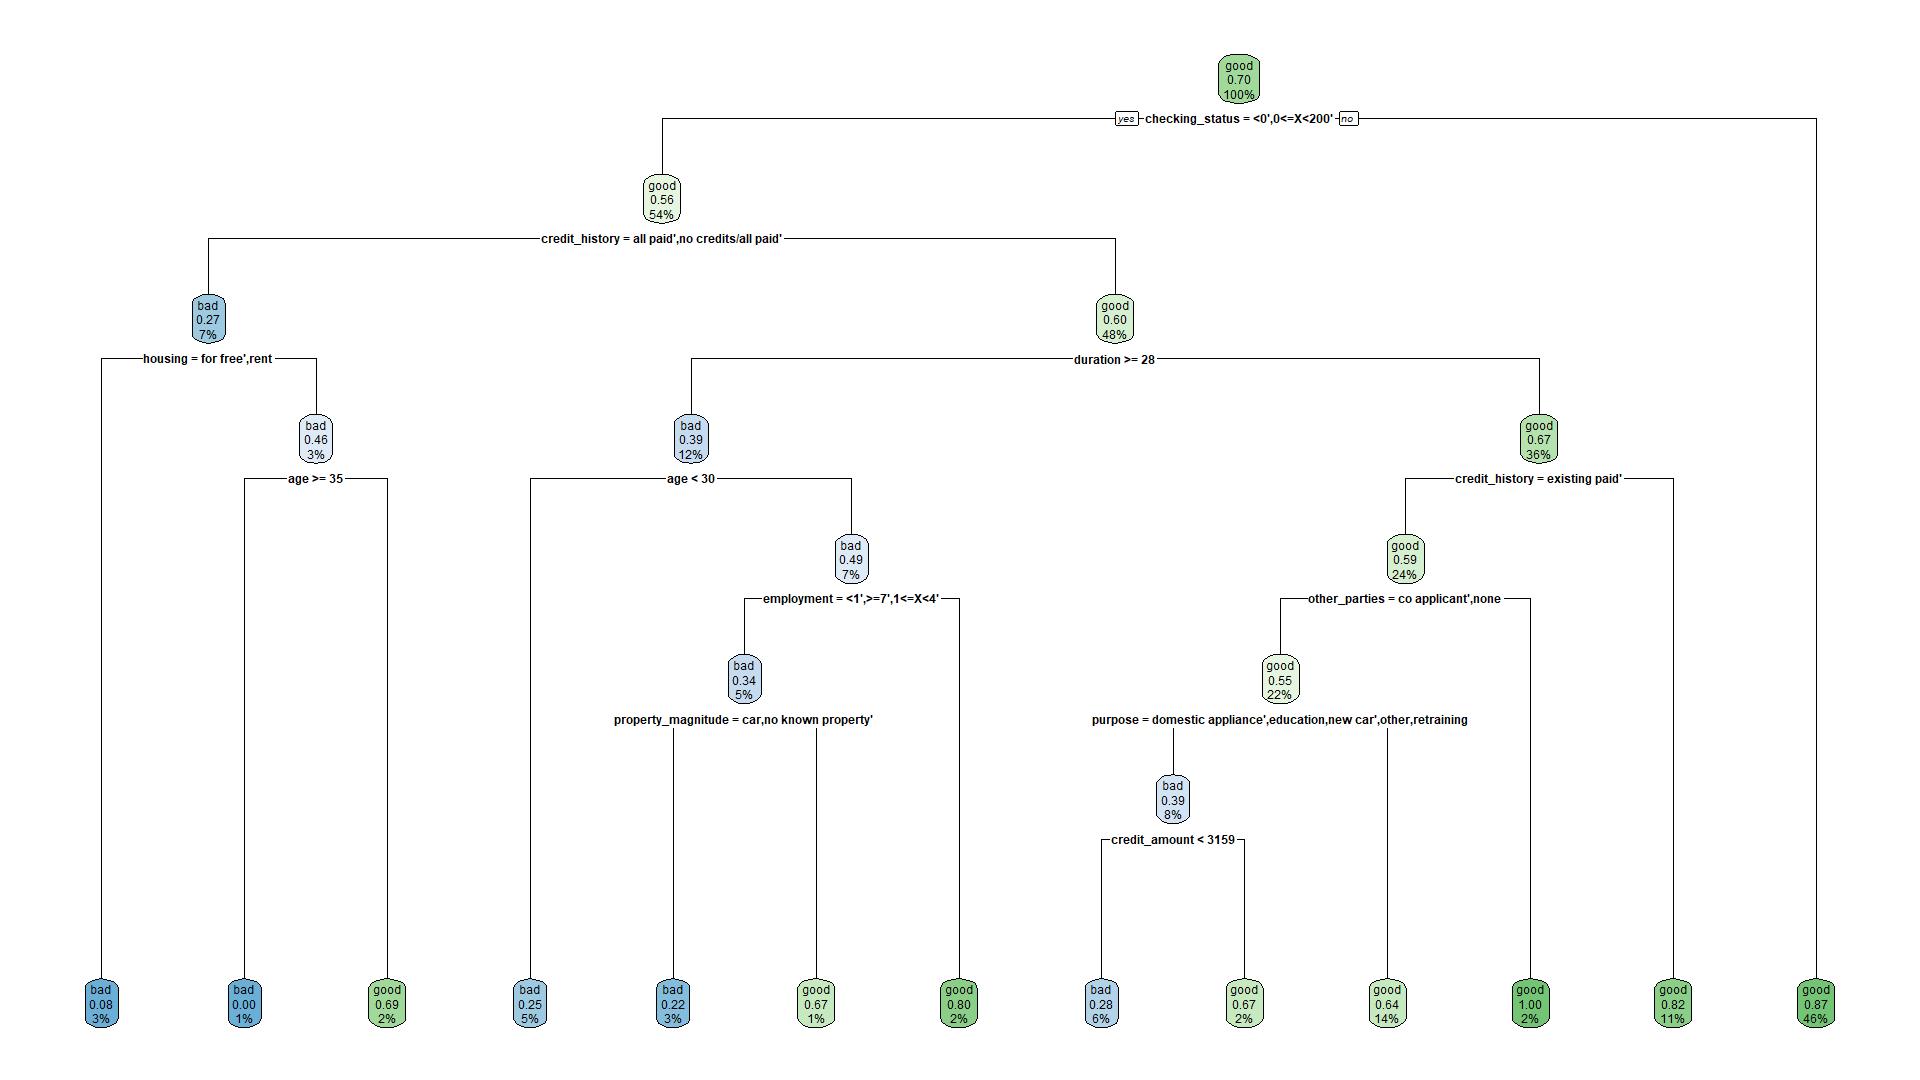 good
0.70
100%
yes checking_status = <0',0<=X<200' no
good
0.56
54%
credit_history = all paid',no credits/all paid'
bad
0.27
7%
good
0.60
48%
housing = for free',rent
duration >= 28
bad
0.46
3%
bad
0.39
12%
good
0.67
36%
age >= 35
age < 30
credit_history = existing paid'
bad
0.49
7%
good
0.59
24%
employment = <1',>=7',1<=X<4'
other_parties = co applicant',none
bad
0.34
5%
good
0.55
22%
property_magnitude = car,no known property'
purpose = domestic appliance',education,new car',other,retraining
bad
0.39
8%
credit_amount < 3159
bad
0.08
3%
bad
0.00
1%
good
0.69
2%
bad
0.25
5%
bad
0.22
3%
good
0.67
1%
good
0.80
2%
bad
0.28
6%
good
0.67
2%
good
0.64
14%
good
1.00
2%
good
0.82
11%
good
0.87
46%